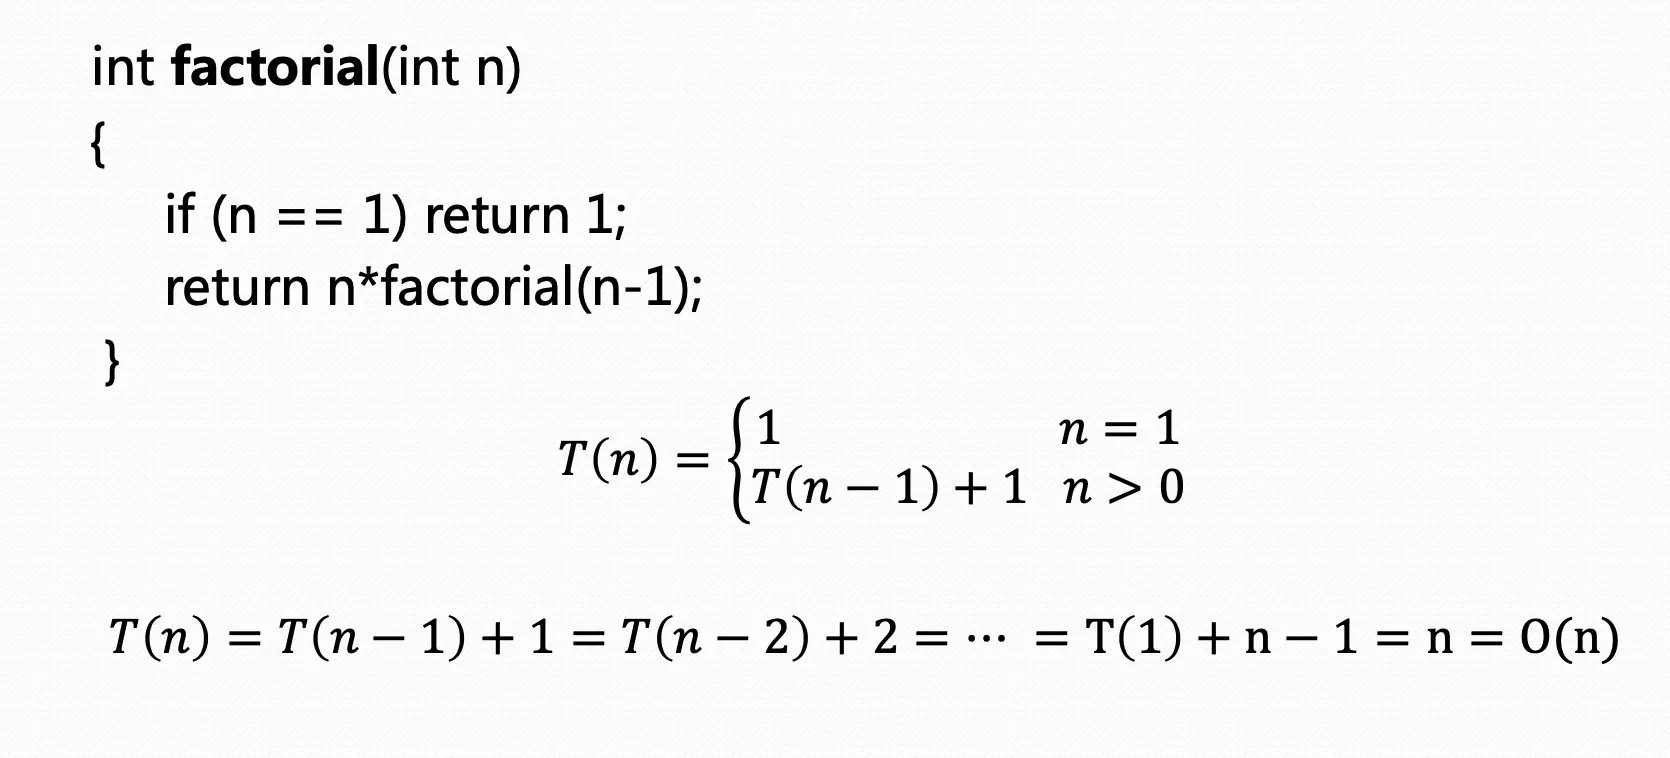 int factorial(int n)
{
if (n == 1) return 1;
return n*factorial(n-1);
}
T(n) = { 1 n = 1
T(n − 1) + 1 n > 0
T(n) = T(n − 1) + 1 = T(n − 2) + 2 = ⋯ = T(1) + n − 1 = n = O(n)